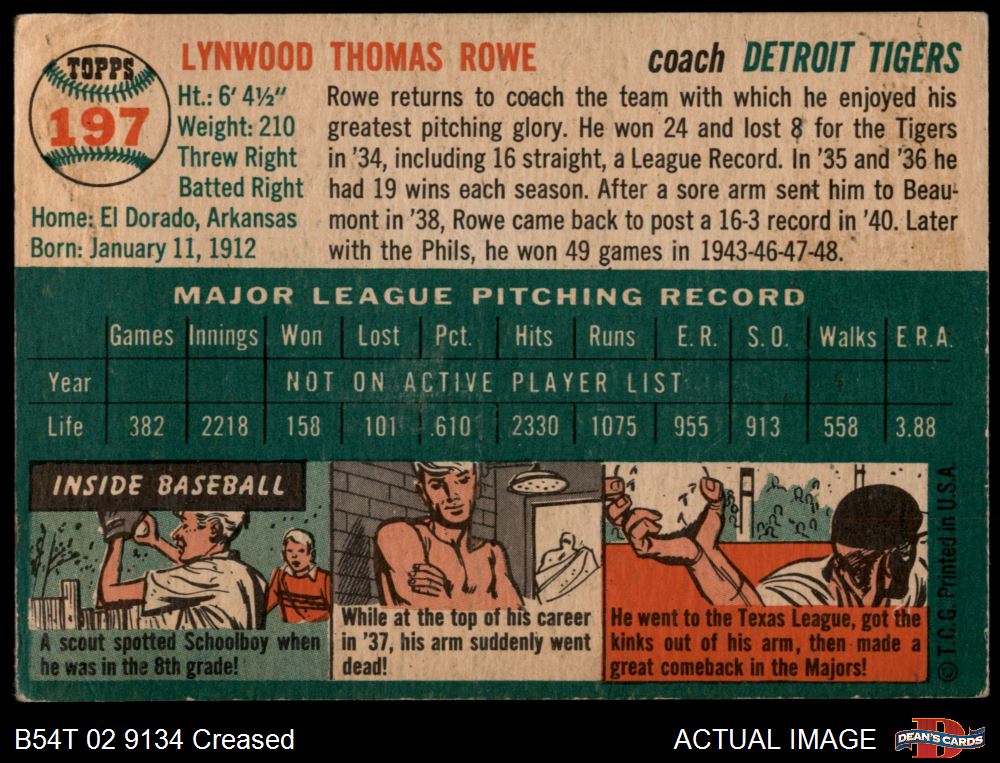 TOPPS
197
LYNWOOD THOMAS ROWE
coach DETROIT TIGERS
Ht.: 6' 4½"
Weight: 210
Threw Right
Batted Right
Home: El Dorado, Arkansas
Born: January 11, 1912
Rowe returns to coach the team with which he enjoyed his
greatest pitching glory. He won 24 and lost 8 for the Tigers
in '34, including 16 straight, a League Record. In '35 and '36 he
had 19 wins each season. After a sore arm sent him to Beau-
mont in '38, Rowe came back to post a 16-3 record in '40. Later
with the Phils, he won 49 games in 1943-46-47-48.
MAJOR LEAGUE PITCHING RECORD
Games Innings Won Lost Pct. Hits Runs E. R. S. O. Walks E. R. A.
Year NOT ON ACTIVE PLAYER LIST
Life 382 2218 158 101 .610 2330 1075 955 913 558 3.88
INSIDE BASEBALL
A scout spotted Schoolboy when
he was in the 8th grade!
While at the top of his career
in '37, his arm suddenly went
dead!
He went to the Texas League, got the
kinks out of his arm, then made a
great comeback in the Majors!
© T. C. G. Printed in U.S.A.
B54T 02 9134 Creased
ACTUAL IMAGE
D
DEAN'S CARDS